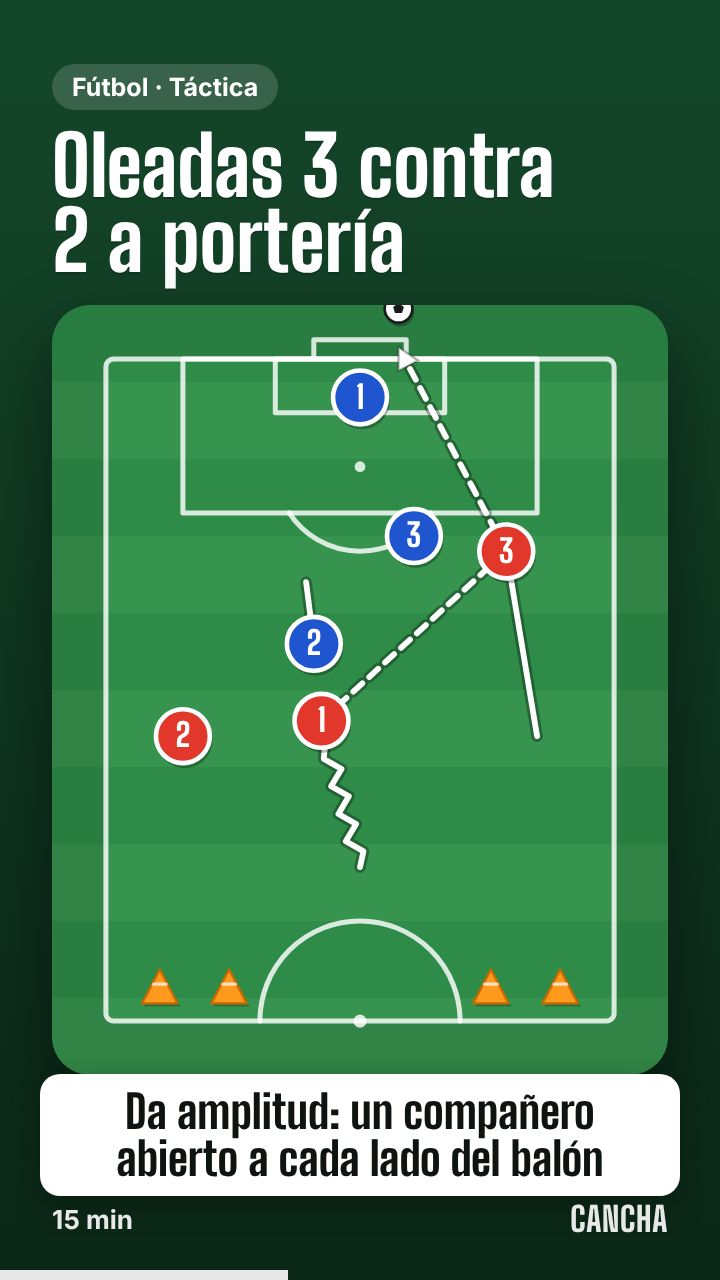 Fútbol · Táctica
Oleadas 3 contra
2 a portería
1
3
3
2
1
2
Da amplitud: un compañero
abierto a cada lado del balón
15 min
CANCHA